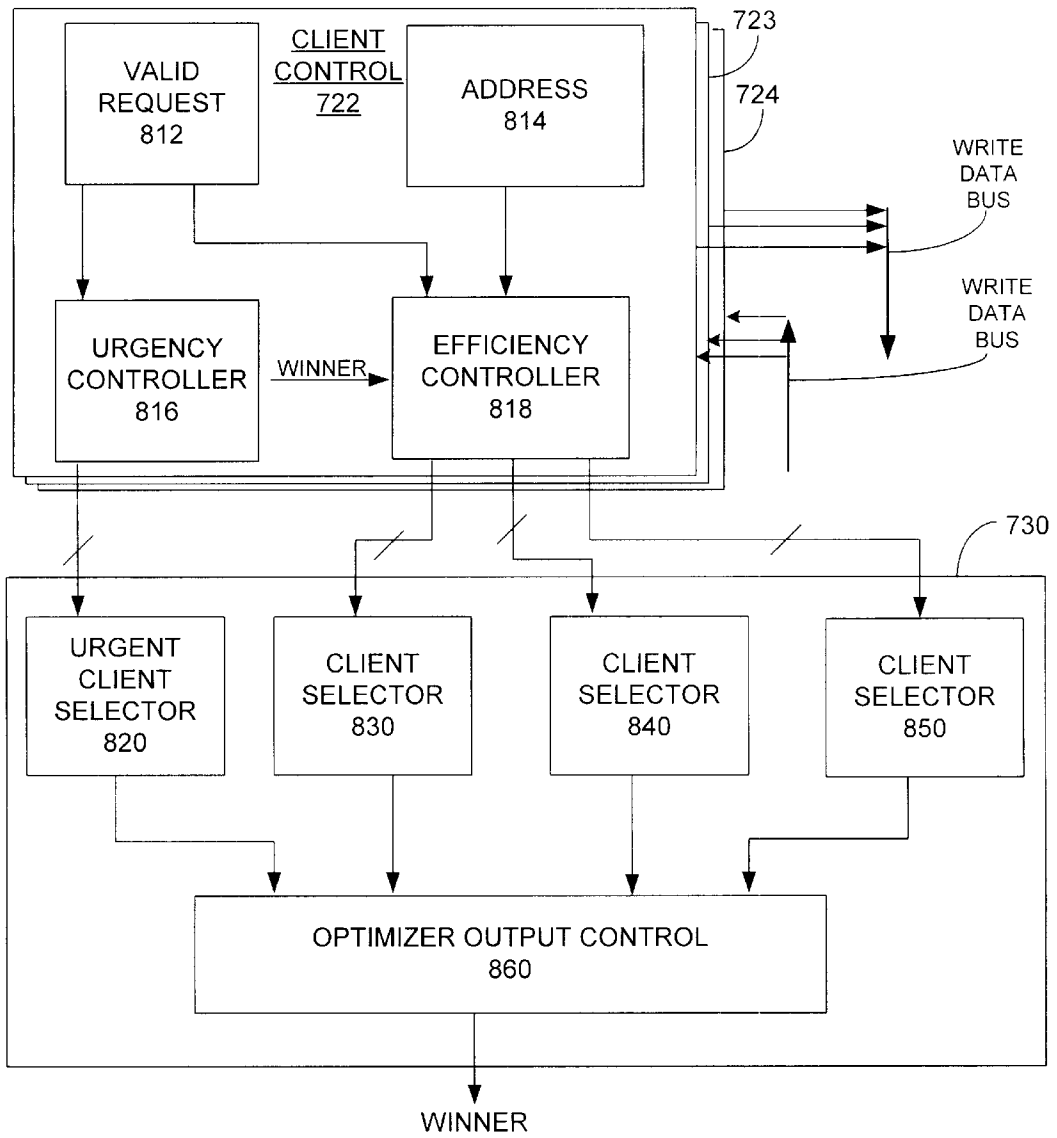 VALID
REQUEST
812
CLIENT
CONTROL
722
ADDRESS
814
723
724
WRITE
DATA
BUS
WRITE
DATA
BUS
URGENCY
CONTROLLER
816
WINNER
EFFICIENCY
CONTROLLER
818
730
URGENT
CLIENT
SELECTOR
820
CLIENT
SELECTOR
830
CLIENT
SELECTOR
840
CLIENT
SELECTOR
850
OPTIMIZER OUTPUT CONTROL
860
WINNER